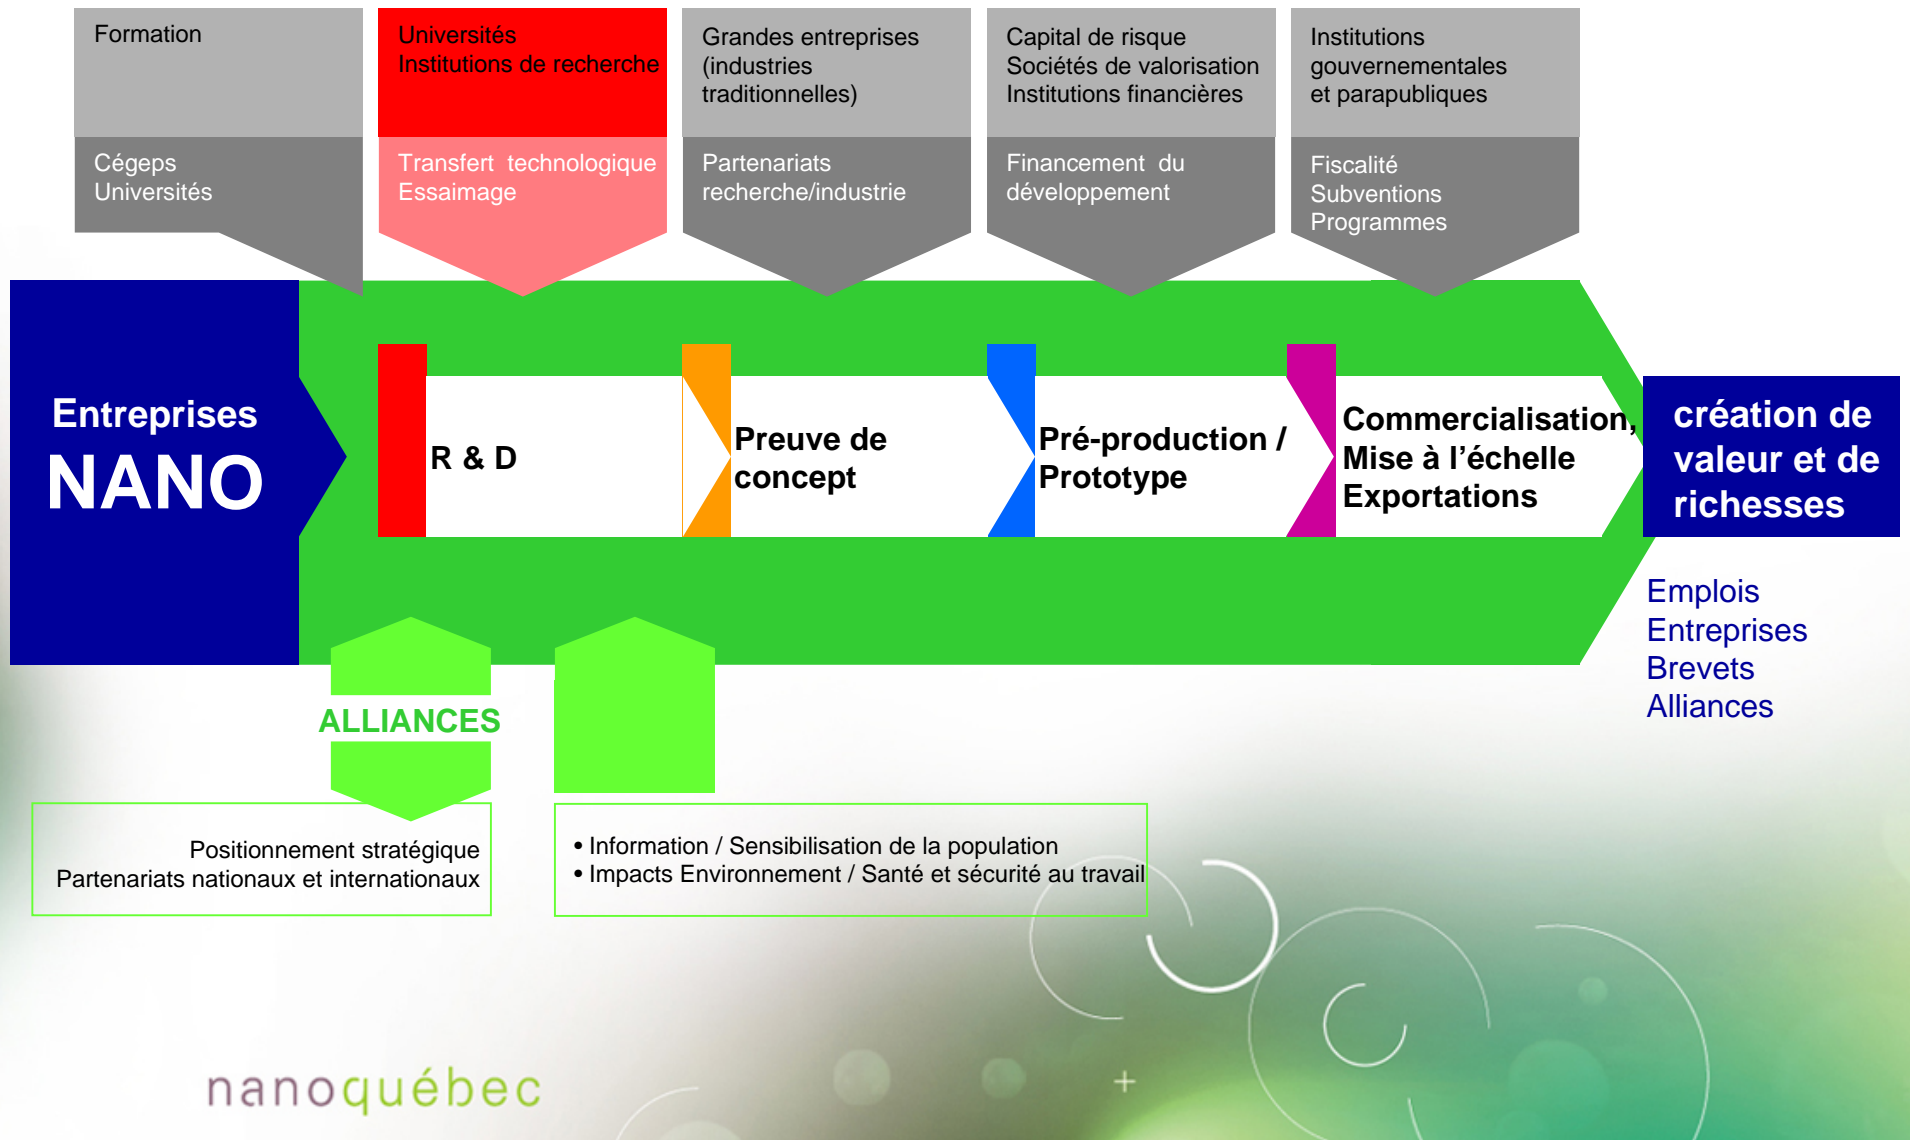 Formation
Cégeps
Universités
Universités
Institutions de recherche
Transfert technologique
Essaimage
Grandes entreprises
(industries
traditionnelles)
Partenariats
recherche/industrie
Capital de risque
Sociétés de valorisation
Institutions financières
Financement du
développement
Institutions
gouvernementales
et parapubliques
Fiscalité
Subventions
Programmes
Entreprises
NANO
R & D
Preuve de
concept
Pré-production /
Prototype
Commercialisation,
Mise à l’échelle
Exportations
création de
valeur et de
richesses
Emplois
Entreprises
Brevets
Alliances
ALLIANCES
Positionnement stratégique
Partenariats nationaux et internationaux
• Information / Sensibilisation de la population
• Impacts Environnement / Santé et sécurité au travail
nanoquébec